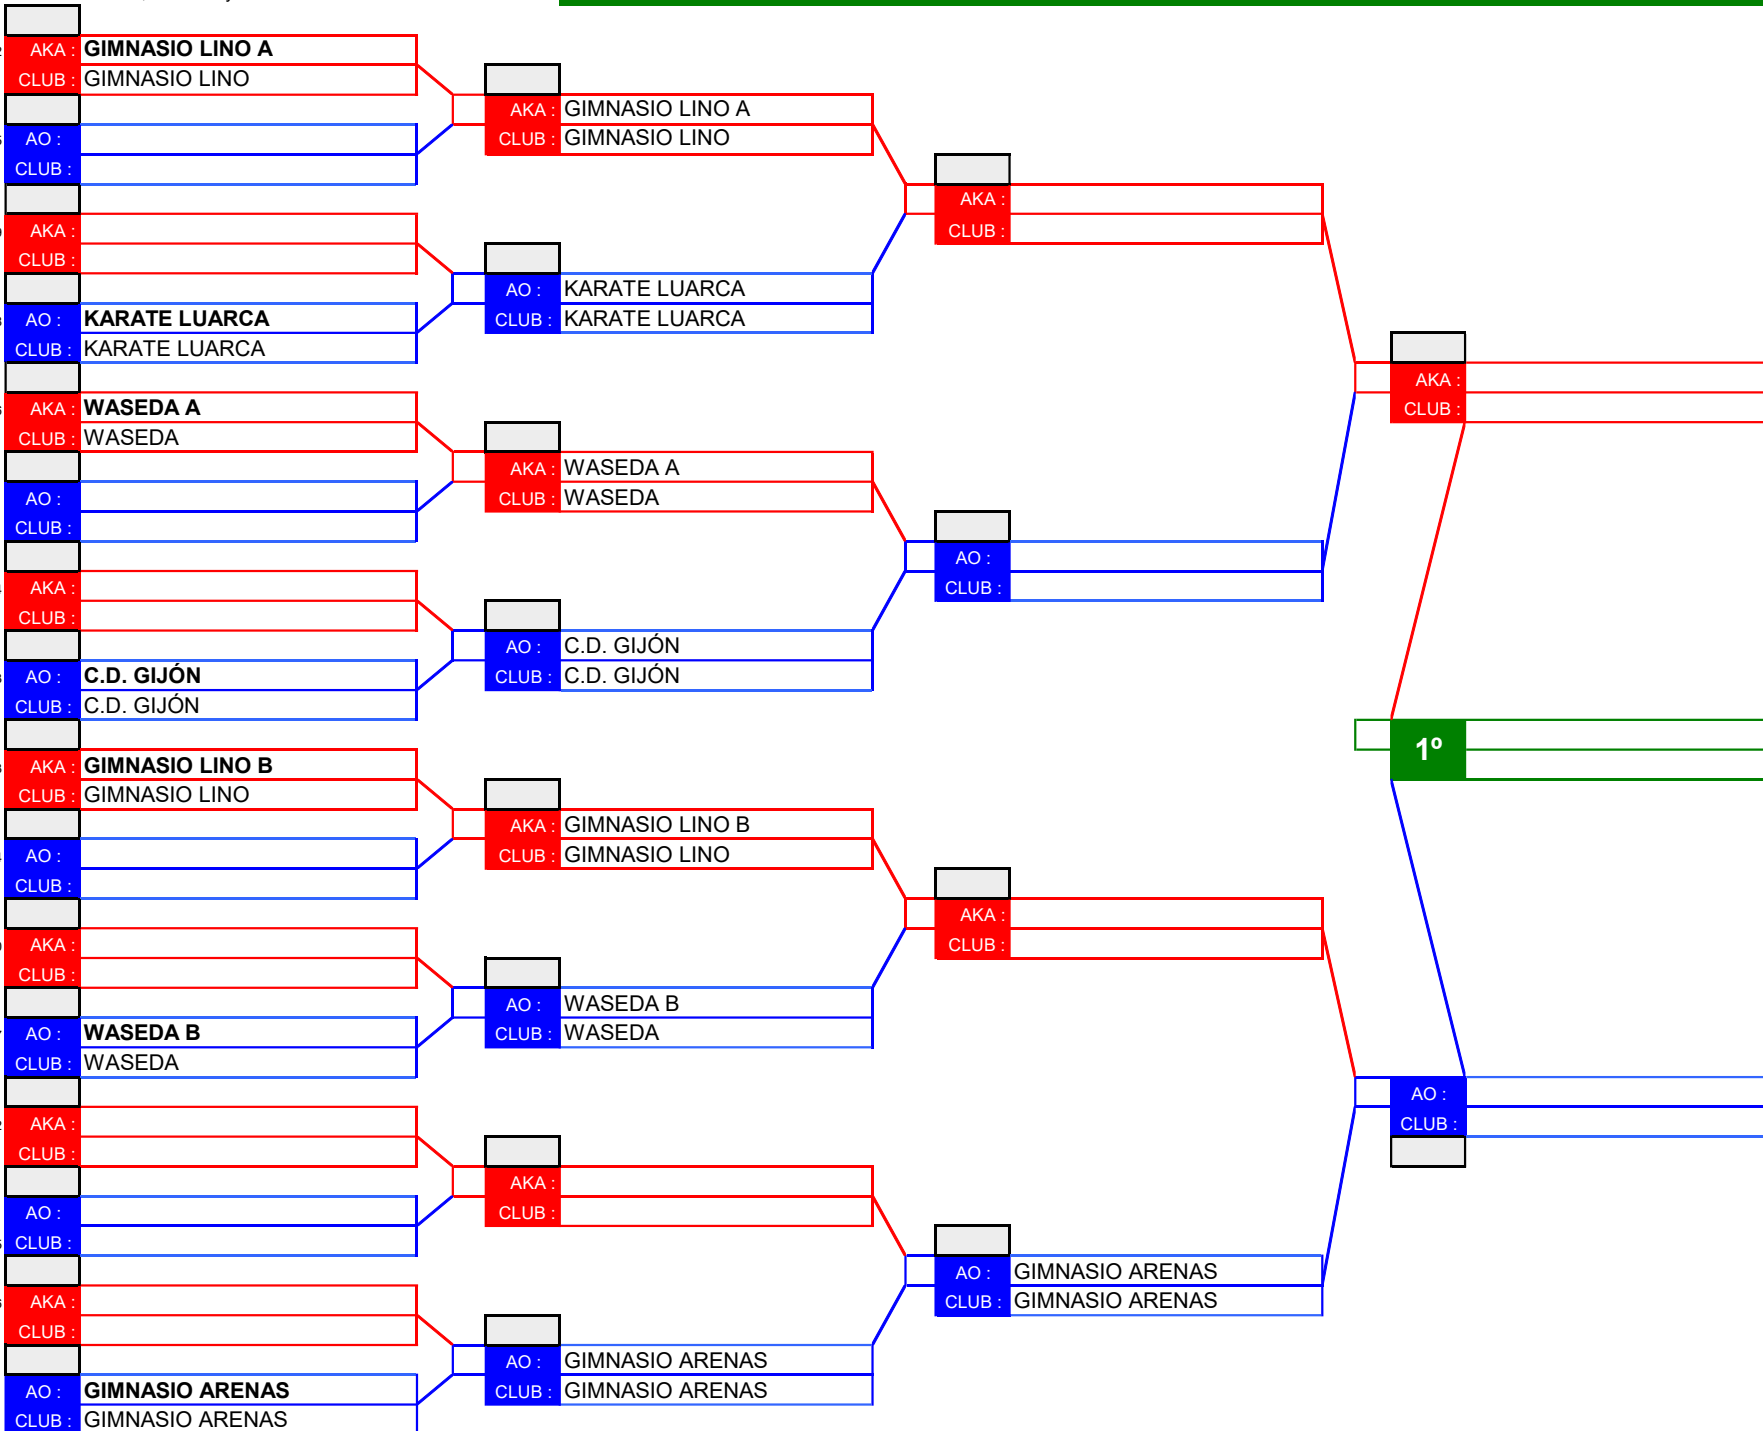 AKA : GIMNASIO LINO A
CLUB : GIMNASIO LINO
AO :
CLUB :
AKA :
CLUB :
AO : KARATE LUARCA
CLUB : KARATE LUARCA
AKA : WASEDA A
CLUB : WASEDA
AO :
CLUB :
AKA :
CLUB :
AO : C.D. GIJÓN
CLUB : C.D. GIJÓN
AKA : GIMNASIO LINO B
CLUB : GIMNASIO LINO
AO :
CLUB :
AKA :
CLUB :
AO : WASEDA B
CLUB : WASEDA
AKA :
CLUB :
AO :
CLUB :
AKA :
CLUB :
AO : GIMNASIO ARENAS
CLUB : GIMNASIO ARENAS
AKA : GIMNASIO LINO A
CLUB : GIMNASIO LINO
AO : KARATE LUARCA
CLUB : KARATE LUARCA
AKA : WASEDA A
CLUB : WASEDA
AO : C.D. GIJÓN
CLUB : C.D. GIJÓN
AKA : GIMNASIO LINO B
CLUB : GIMNASIO LINO
AO : WASEDA B
CLUB : WASEDA
AKA :
CLUB :
AO : GIMNASIO ARENAS
CLUB : GIMNASIO ARENAS
AKA :
CLUB :
AO :
CLUB :
AKA :
CLUB :
AO : GIMNASIO ARENAS
CLUB : GIMNASIO ARENAS
AKA :
CLUB :
1º
AO :
CLUB :